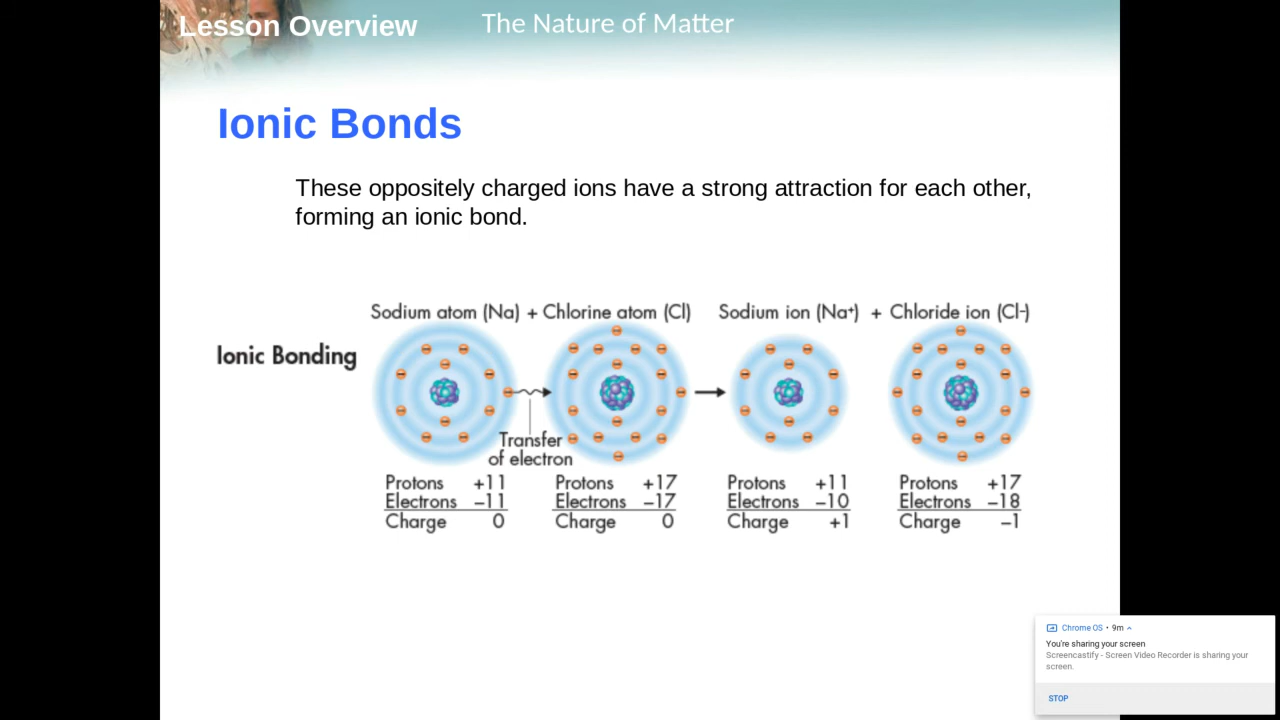 Lesson Overview The Nature of Matter
Ionic Bonds
These oppositely charged ions have a strong attraction for each other,
forming an ionic bond.
Sodium atom (Na) + Chlorine atom (Cl) Sodium ion (Na⁺) + Chloride ion (Cl⁻)
Ionic Bonding
Transfer
of electron
Protons +11 Protons +17 Protons +11 Protons +17
Electrons –11 Electrons –17 Electrons –10 Electrons –18
Charge 0 Charge 0 Charge +1 Charge –1
Chrome OS • 9m
You're sharing your screen
Screencastify - Screen Video Recorder is sharing your
screen.
STOP